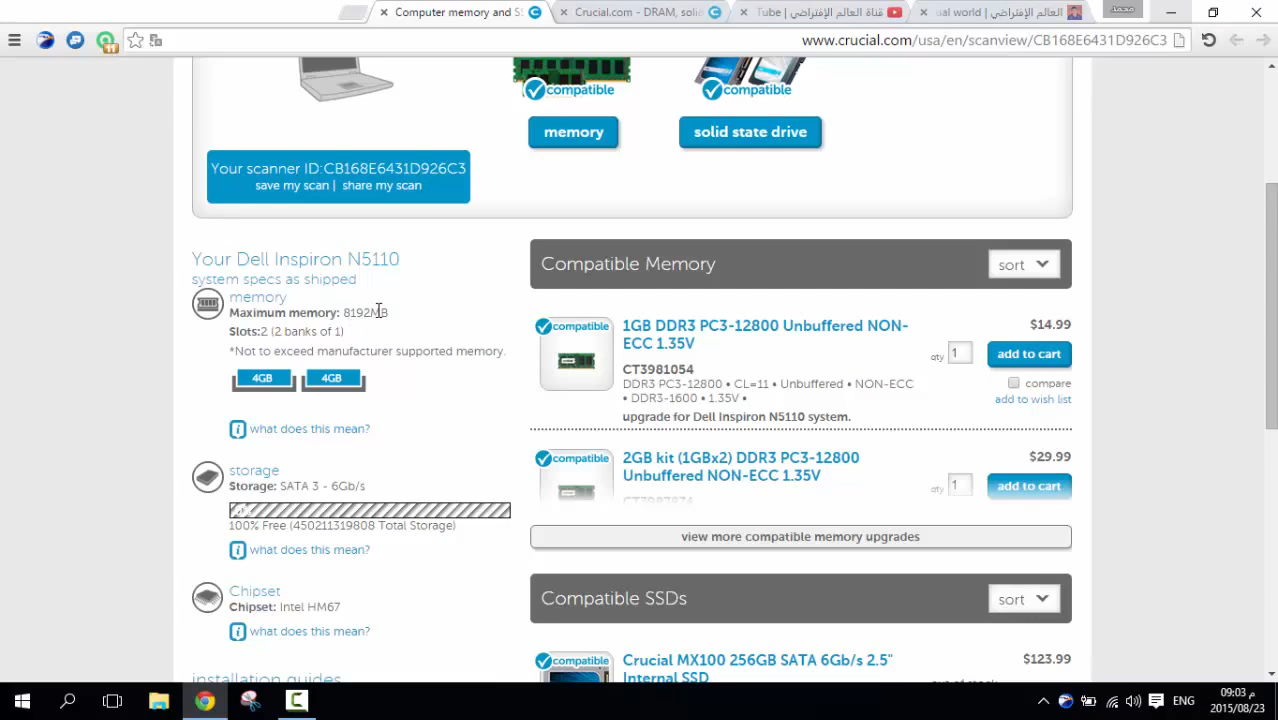 Computer memory and S
Crucial.com - DRAM, solid
قناة العالم الإفتراضي | Tube
العالم الإفتراضي | ual world
محمد
www.crucial.com/usa/en/scanview/CB168E6431D926C3
compatible
compatible
memory
solid state drive
Your scanner ID:CB168E6431D926C3
save my scan | share my scan
Your Dell Inspiron N5110
system specs as shipped
memory
Maximum memory: 8192MB
Slots:2 (2 banks of 1)
*Not to exceed manufacturer supported memory.
4GB 4GB
what does this mean?
storage
Storage: SATA 3 - 6Gb/s
100% Free (450211319808 Total Storage)
what does this mean?
Chipset
Chipset: Intel HM67
what does this mean?
installation guides
Compatible Memory
sort
compatible
1GB DDR3 PC3-12800 Unbuffered NON-
ECC 1.35V
CT3981054
DDR3 PC3-12800 • CL=11 • Unbuffered • NON-ECC
• DDR3-1600 • 1.35V •
upgrade for Dell Inspiron N5110 system.
$14.99
qty 1
add to cart
compare
add to wish list
compatible
2GB kit (1GBx2) DDR3 PC3-12800
Unbuffered NON-ECC 1.35V
$29.99
qty 1
add to cart
view more compatible memory upgrades
Compatible SSDs
sort
compatible
Crucial MX100 256GB SATA 6Gb/s 2.5"
Internal SSD
$123.99
ENG
09:03 م
2015/08/23